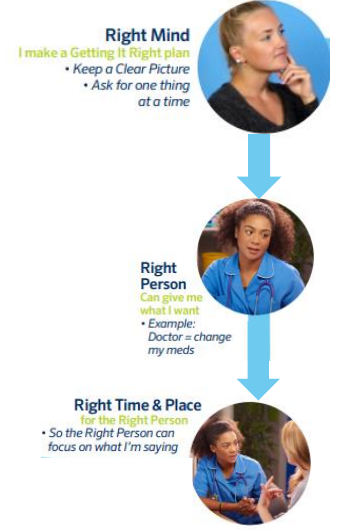 Right Mind
I make a Getting It Right plan
• Keep a Clear Picture
• Ask for one thing
at a time
Right
Person
Can give me
what I want
• Example:
Doctor = change
my meds
Right Time & Place
for the Right Person
• So the Right Person can
focus on what I'm saying